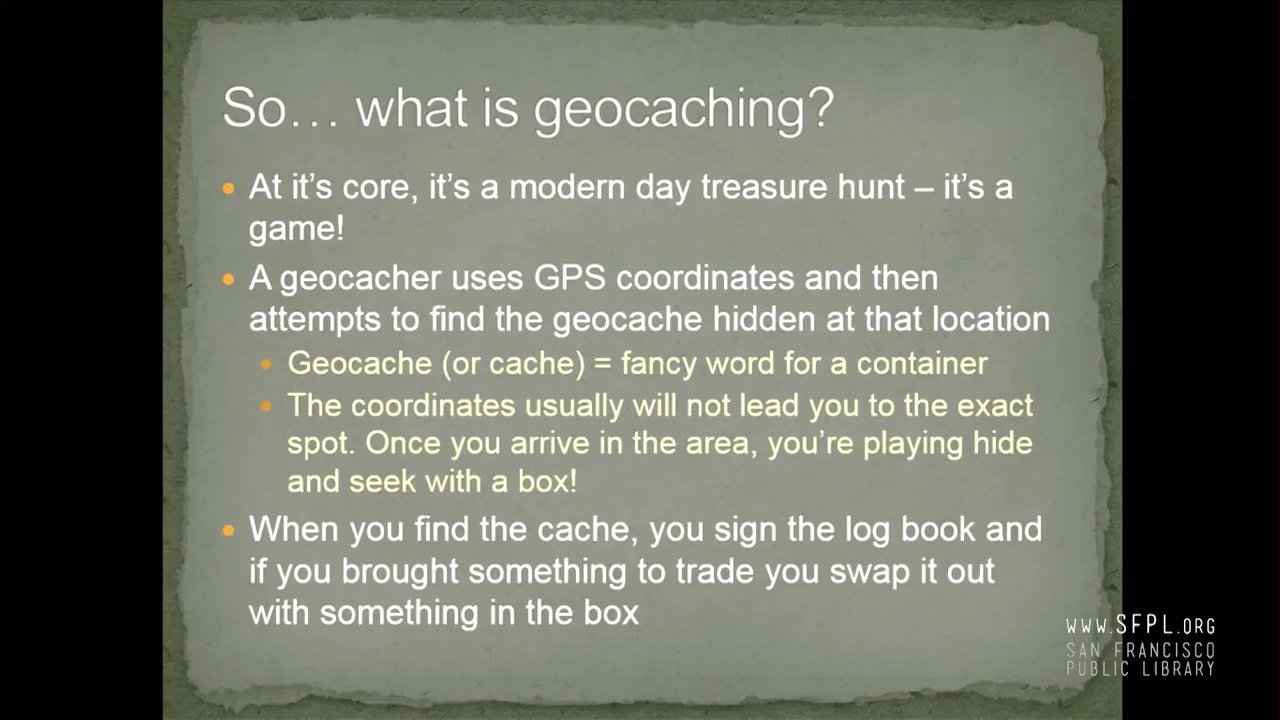 So… what is geocaching?
• At it’s core, it’s a modern day treasure hunt – it’s a
game!
• A geocacher uses GPS coordinates and then
attempts to find the geocache hidden at that location
• Geocache (or cache) = fancy word for a container
• The coordinates usually will not lead you to the exact
spot. Once you arrive in the area, you’re playing hide
and seek with a box!
• When you find the cache, you sign the log book and
if you brought something to trade you swap it out
with something in the box
www.SFPL.ORG
SAN FRANCISCO
PUBLIC LIBRARY